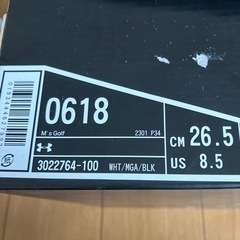 0618
M's Golf 2301 P34
3022764-100 WHT/MGA/BLK
CM 26.5
US 8.5